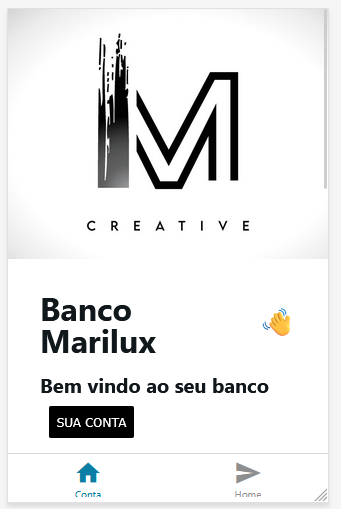 M
CREATIVE
Banco
Marilux
Bem vindo ao seu banco
SUA CONTA
Conta
Home